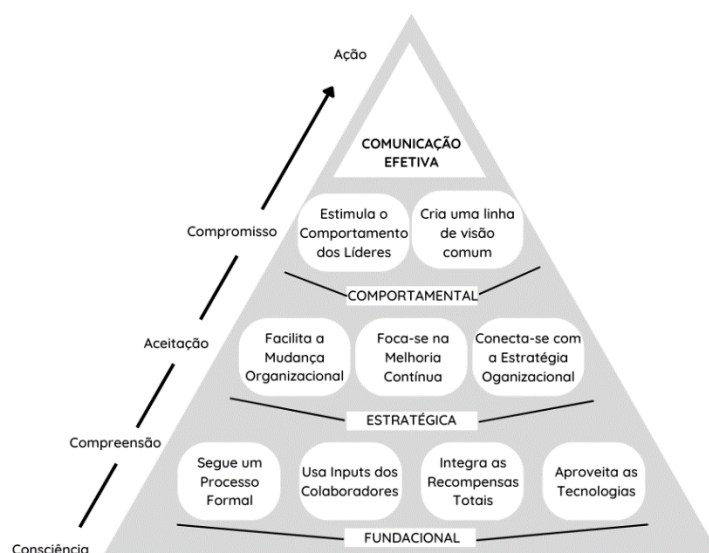 Ação
COMUNICAÇÃO
EFETIVA
Compromisso
Estimula o
Comportamento
dos Líderes
Cria uma linha
de visão
comum
COMPORTAMENTAL
Aceitação
Facilita a
Mudança
Organizacional
Foca-se na
Melhoria
Contínua
Conecta-se com
a Estratégia
Oganizacional
ESTRATÉGICA
Compreensão
Segue um
Processo
Formal
Usa Inputs dos
Colaboradores
Integra as
Recompensas
Totais
Aproveita as
Tecnologias
FUNDACIONAL
Consciência